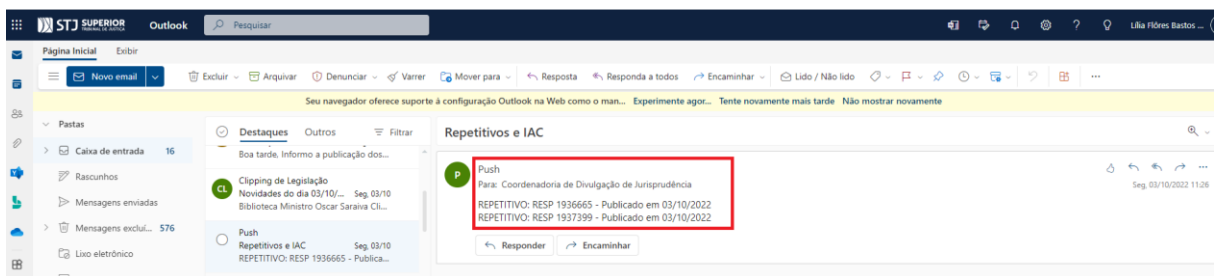 STJ SUPERIOR TRIBUNAL DE JUSTIÇA Outlook Pesquisar Lília Flôres Bastos ...
Página Inicial Exibir
Novo email Excluir Arquivar Denunciar Varrer Mover para Resposta Responda a todos Encaminhar Lido / Não lido ...
Seu navegador oferece suporte à configuração Outlook na Web como o man... Experimente agor... Tente novamente mais tarde Não mostrar novamente
Pastas
Caixa de entrada 16
Rascunhos
Mensagens enviadas
Mensagens excluí... 576
Lixo eletrônico
Destaques Outros Filtrar
Boa tarde, Informo a publicação dos...
CL
Clipping de Legislação
Novidades do dia 03/10/... Seg, 03/10
Biblioteca Ministro Oscar Saraiva Cli...
Push
Repetitivos e IAC Seg, 03/10
REPETITIVO: RESP 1936665 - Publica...
Repetitivos e IAC
P
Push
Para: Coordenadoria de Divulgação de Jurisprudência
Seg, 03/10/2022 11:26
REPETITIVO: RESP 1936665 - Publicado em 03/10/2022
REPETITIVO: RESP 1937399 - Publicado em 03/10/2022
Responder Encaminhar